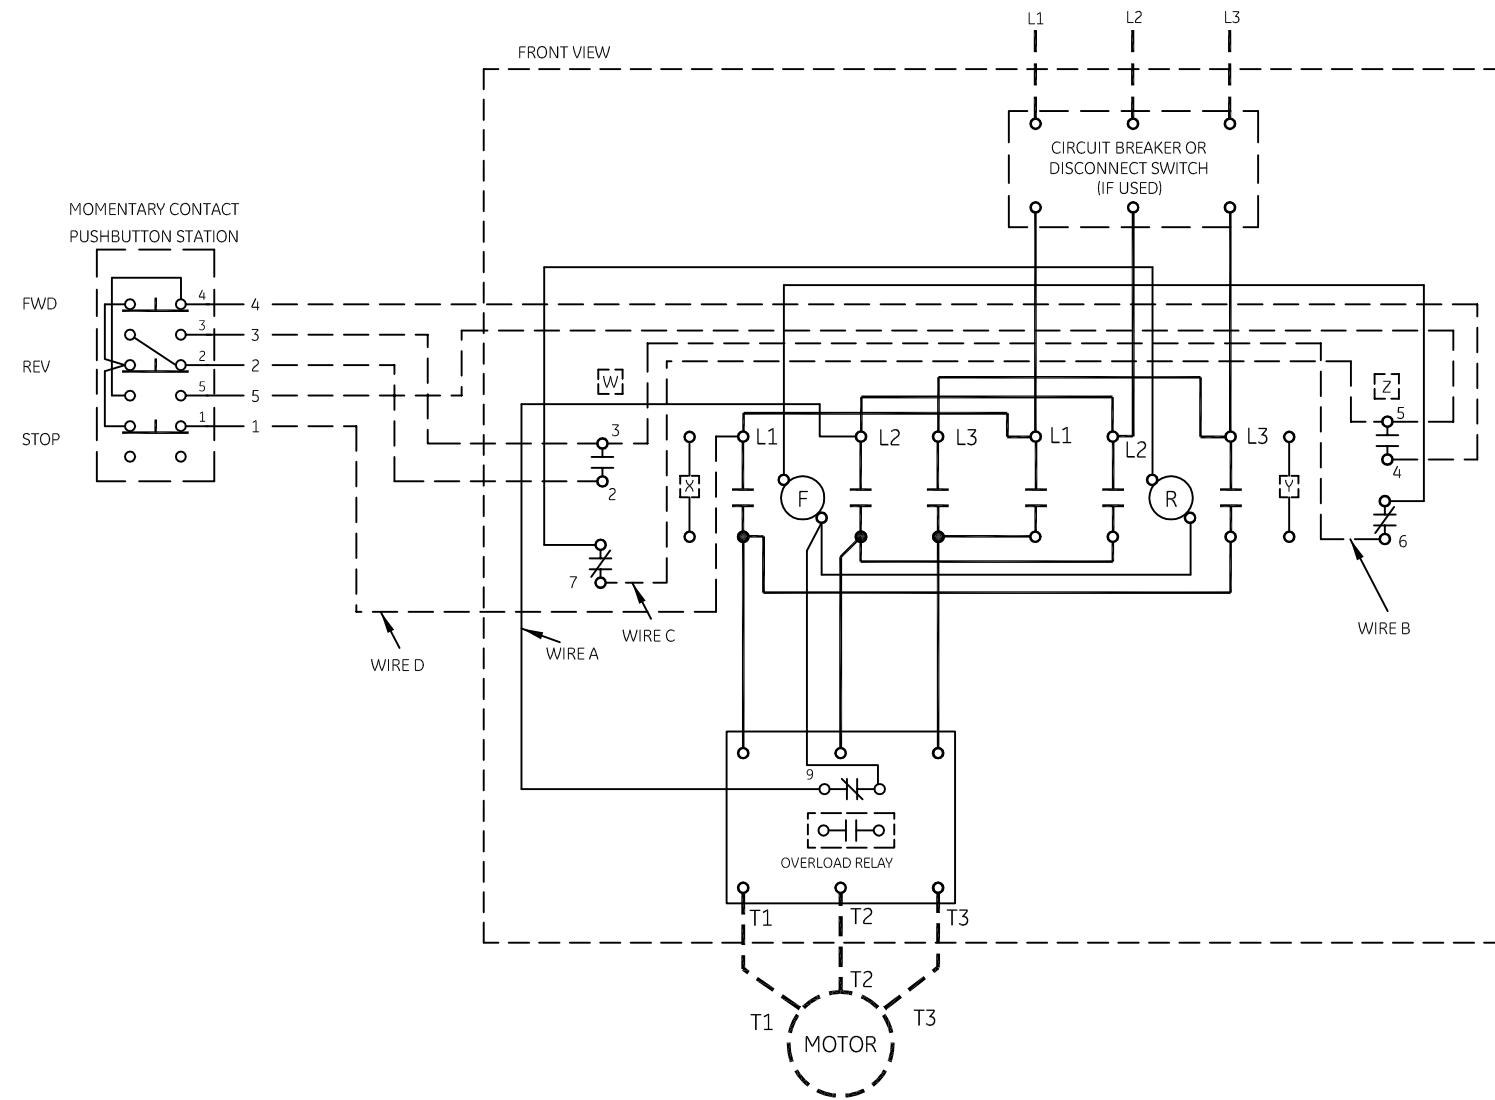 L1 L2 L3
FRONT VIEW
CIRCUIT BREAKER OR
DISCONNECT SWITCH
(IF USED)
MOMENTARY CONTACT
PUSHBUTTON STATION
FWD 4 4
3 3
REV 2 2
5 5
STOP 1 1
W
Z
3
5
L1 L2 L3 L1 L2 L3
4
2
X
F
R
Y
6
7
WIRE C
WIRE A
WIRE D
WIRE B
9
OVERLOAD RELAY
T1 T2 T3
T2
T1 T3
MOTOR